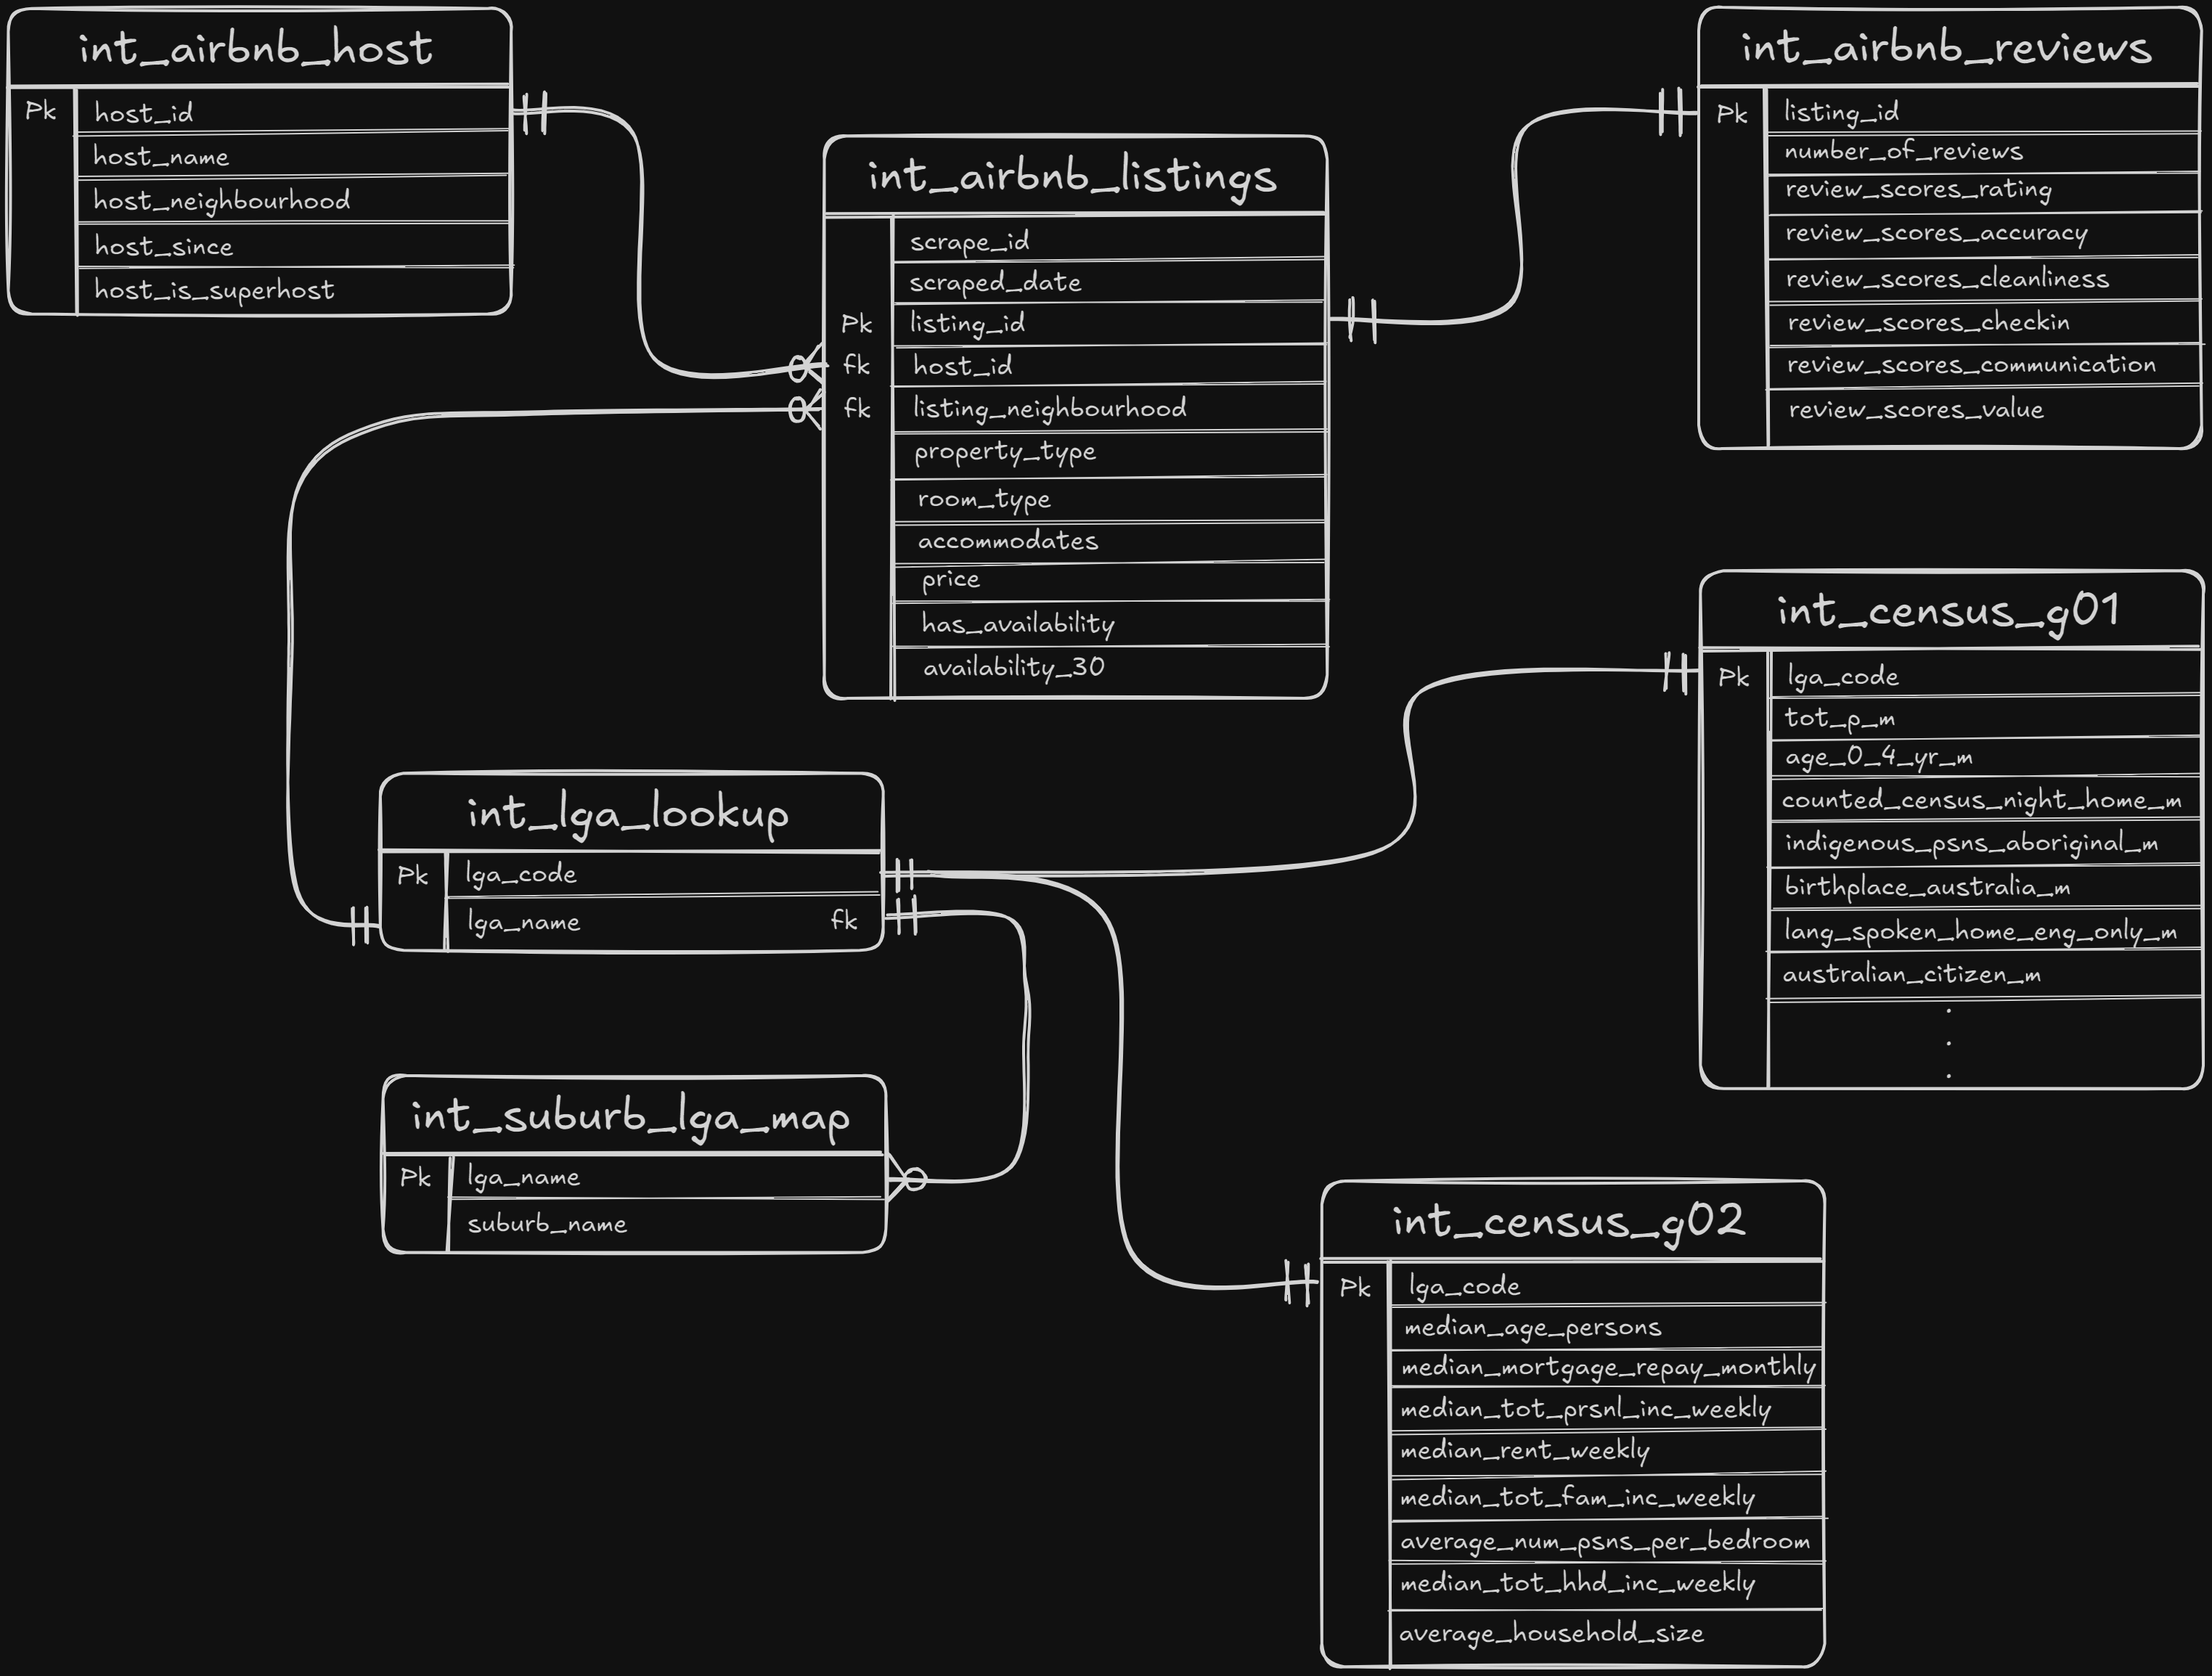 int_airbnb_host
Pk host_id
host_name
host_neighbourhood
host_since
host_is_superhost
int_airbnb_listings
scrape_id
scraped_date
Pk listing_id
fk host_id
fk listing_neighbourhood
property_type
room_type
accommodates
price
has_availability
availability_30
int_airbnb_reviews
Pk listing_id
number_of_reviews
review_scores_rating
review_scores_accuracy
review_scores_cleanliness
review_scores_checkin
review_scores_communication
review_scores_value
int_lga_lookup
Pk lga_code
lga_name fk
int_suburb_lga_map
Pk lga_name
suburb_name
int_census_g01
Pk lga_code
tot_p_m
age_0_4_yr_m
counted_census_night_home_m
indigenous_psns_aboriginal_m
birthplace_australia_m
lang_spoken_home_eng_only_m
australian_citizen_m
.
.
.
int_census_g02
Pk lga_code
median_age_persons
median_mortgage_repay_monthly
median_tot_prsnl_inc_weekly
median_rent_weekly
median_tot_fam_inc_weekly
average_num_psns_per_bedroom
median_tot_hhd_inc_weekly
average_household_size